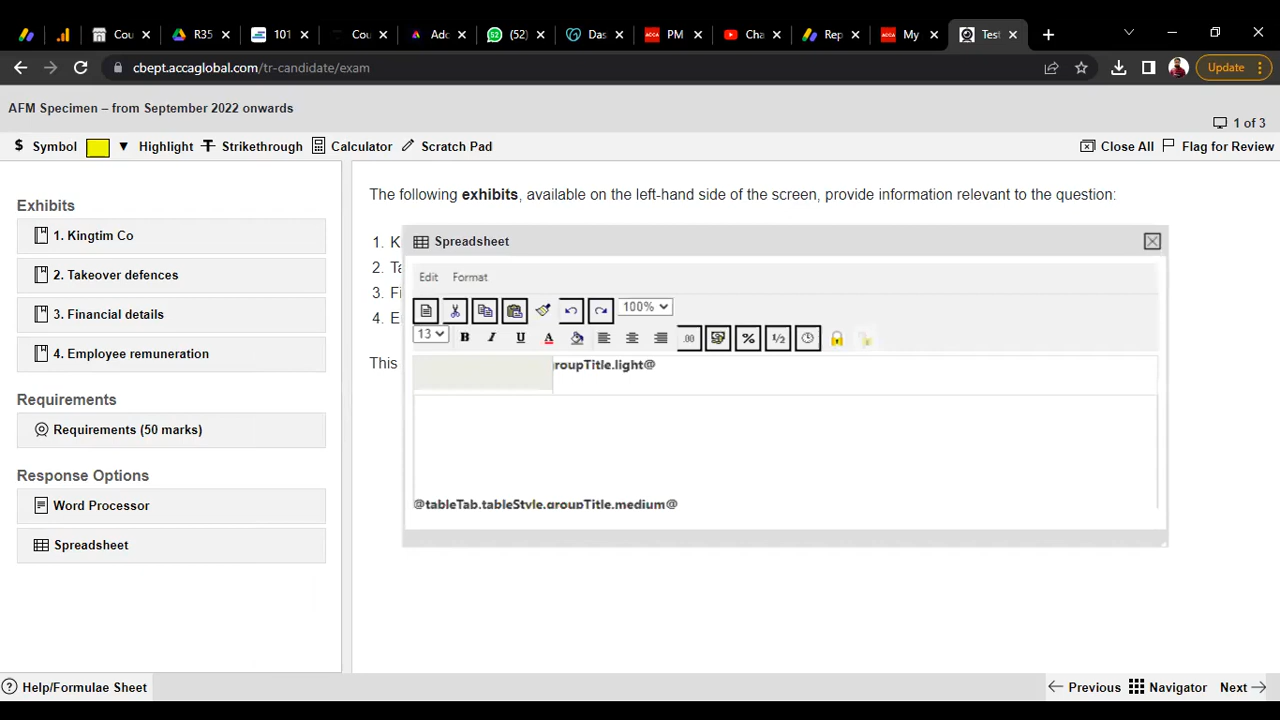 Cou
R35
101
Cou
Adc
(52)
Das
PM
Cha
Rep
My
Tes
cbept.accaglobal.com/tr-candidate/exam
Update
AFM Specimen – from September 2022 onwards
1 of 3
$ Symbol Highlight Strikethrough Calculator Scratch Pad
Close All Flag for Review
Exhibits
1. Kingtim Co
2. Takeover defences
3. Financial details
4. Employee remuneration
Requirements
Requirements (50 marks)
Response Options
Word Processor
Spreadsheet
The following exhibits, available on the left-hand side of the screen, provide information relevant to the question:
1. K
2. Ta
3. Fi
4. E
This
Spreadsheet
Edit Format
100%
13 B I U A .00 % 1/2
roupTitle.light@
@tableTab.tableStyle.groupTitle.medium@
Help/Formulae Sheet
Previous Navigator Next